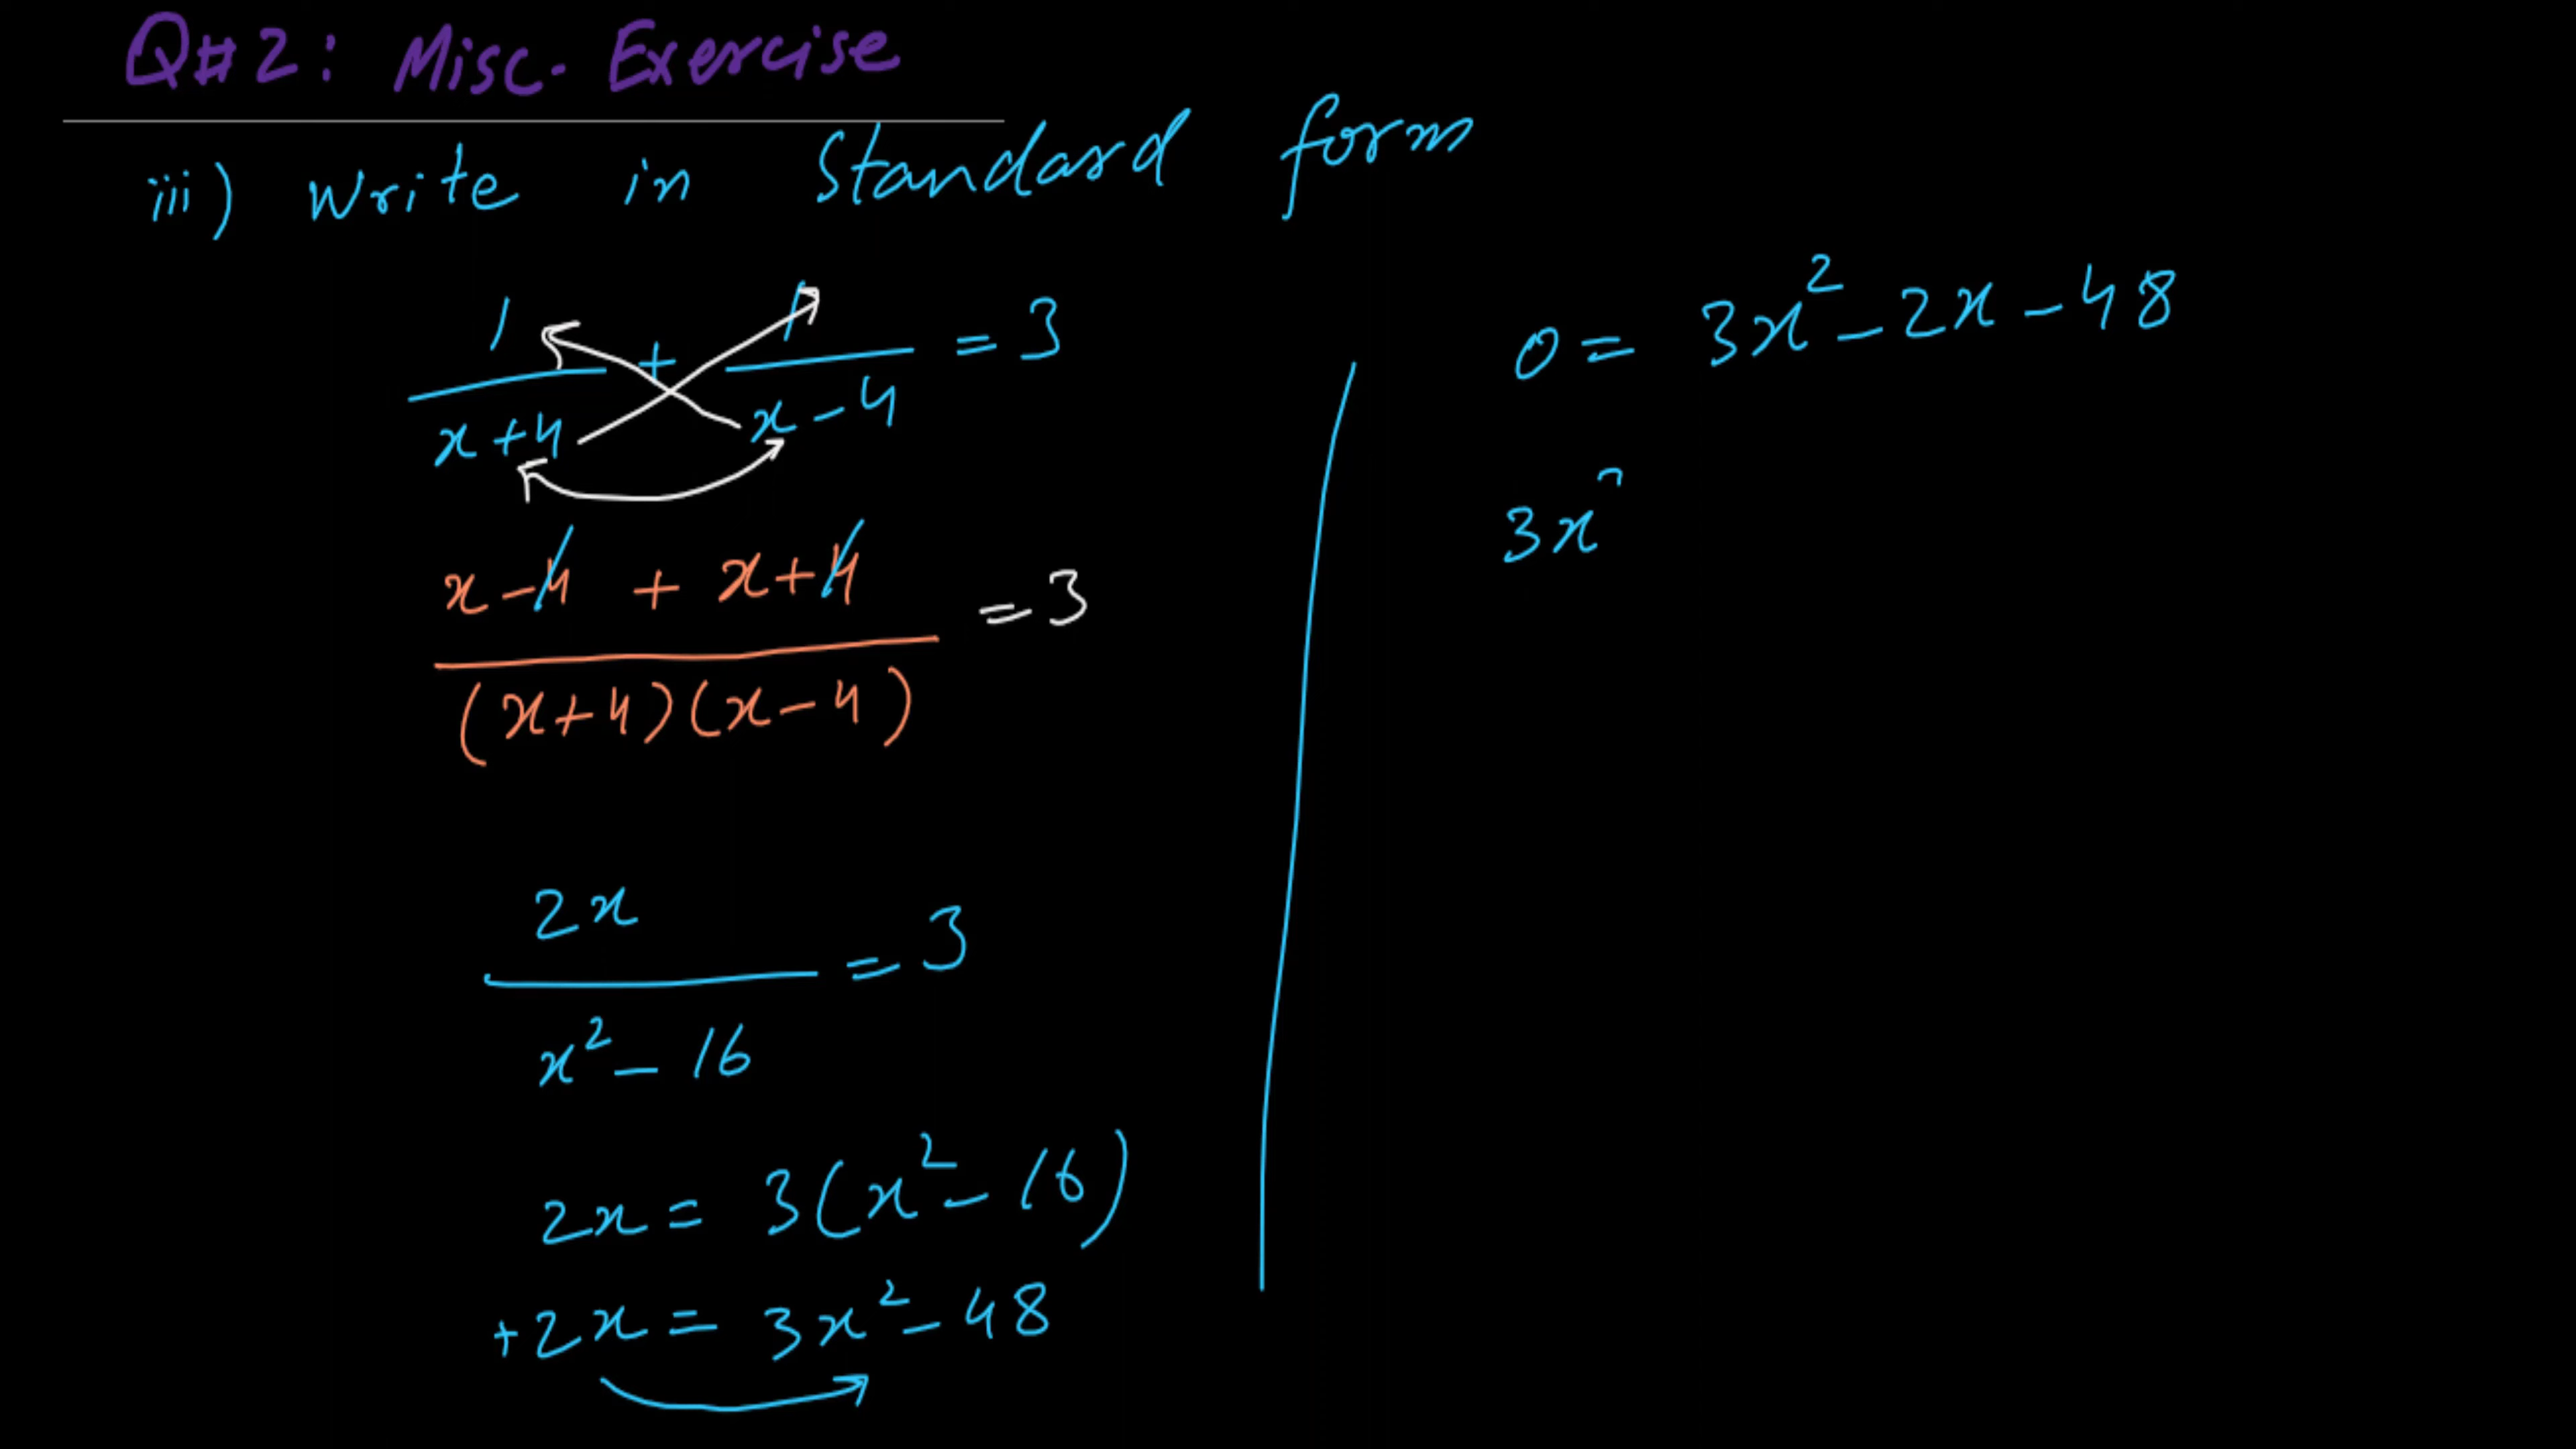 Q#2: Misc. Exercise
iii) Write in Standard form
1/(x+4) + 1/(x-4) = 3
(x-4 + x+4)/((x+4)(x-4)) = 3
2x/(x²-16) = 3
2x = 3(x²-16)
+2x = 3x²-48
0 = 3x²-2x-48
3x²